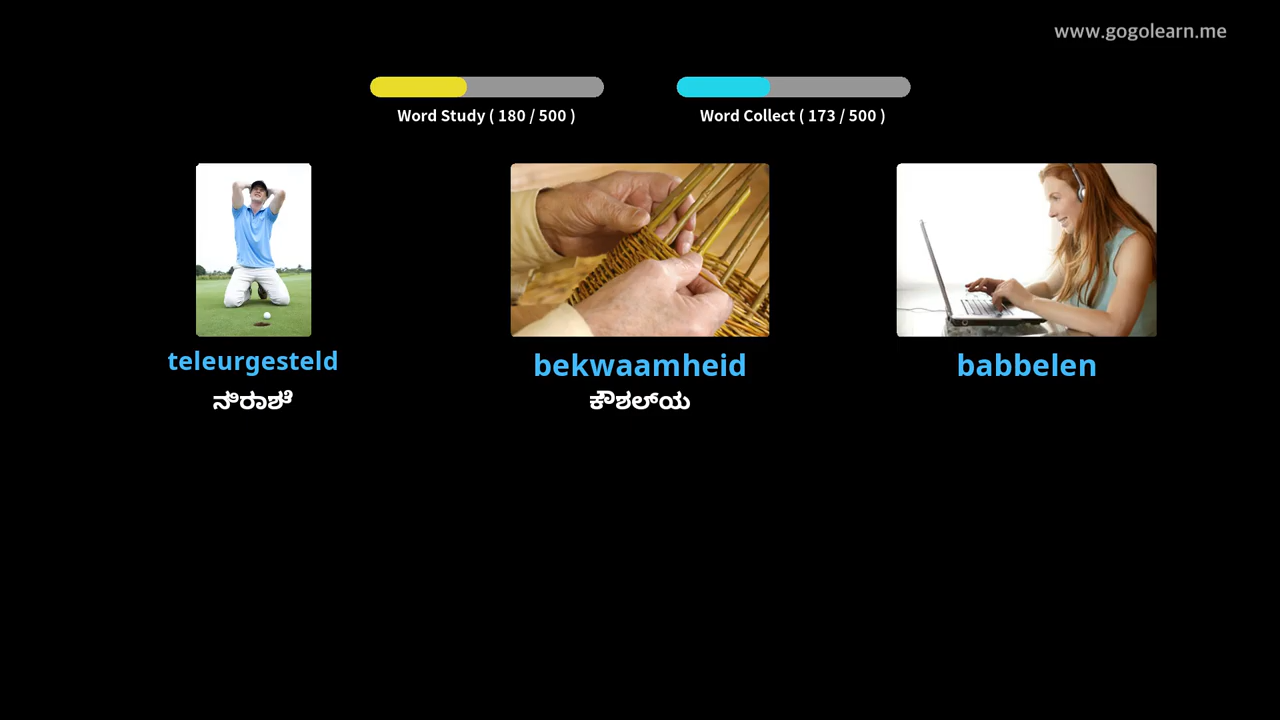 www.gogolearn.me
Word Study ( 180 / 500 )
Word Collect ( 173 / 500 )
teleurgesteld
bekwaamheid
babbelen
ನಿರಾಶೆ
ಕೌಶಲ್ಯ